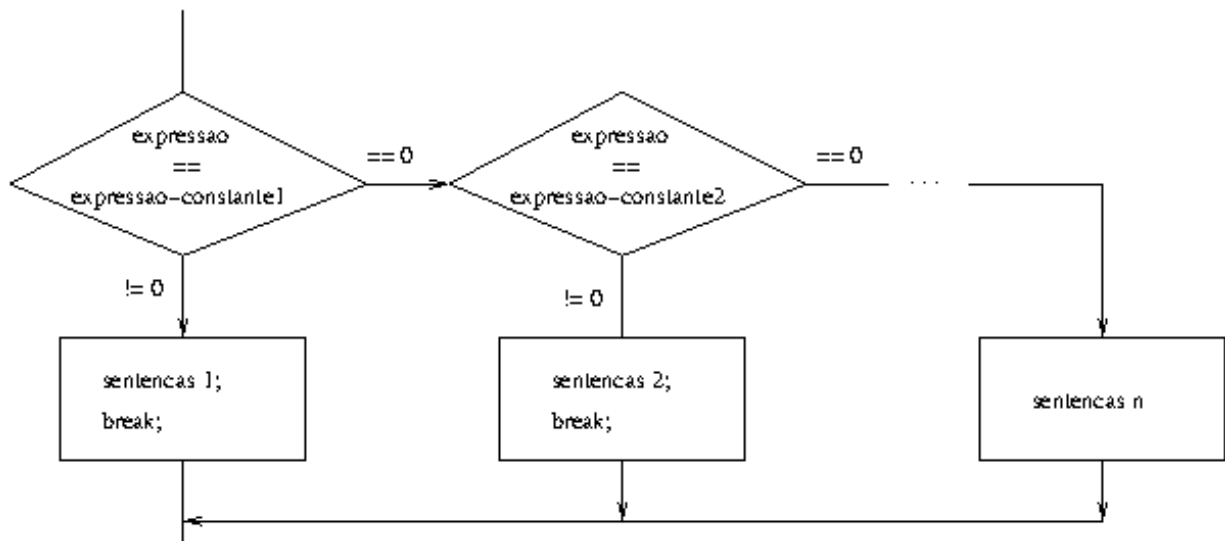 expressao
==
expressao-constante1
== 0
expressao
==
expressao-constante2
== 0
...
!= 0
!= 0
sentencas 1;
break;
sentencas 2;
break;
sentencas n